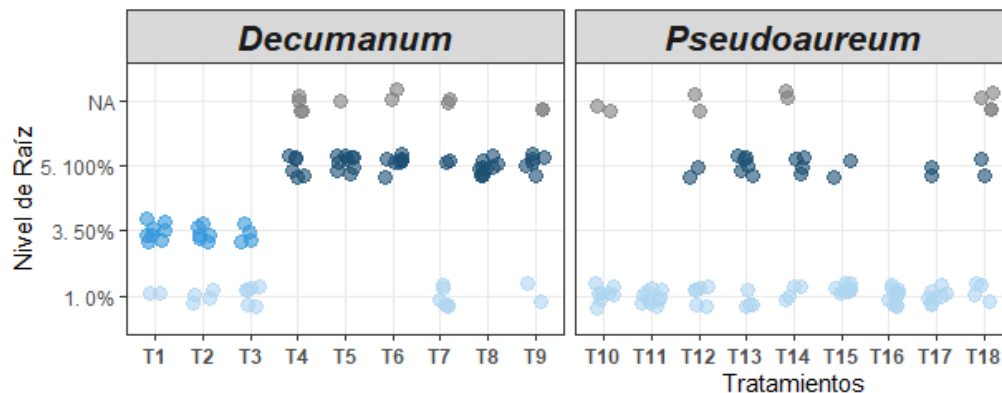 Decumanum
Pseudoaureum
Nivel de Raíz
NA
5. 100%
3. 50%
1. 0%
T1 T2 T3 T4 T5 T6 T7 T8 T9
T10 T11 T12 T13 T14 T15 T16 T17 T18
Tratamientos